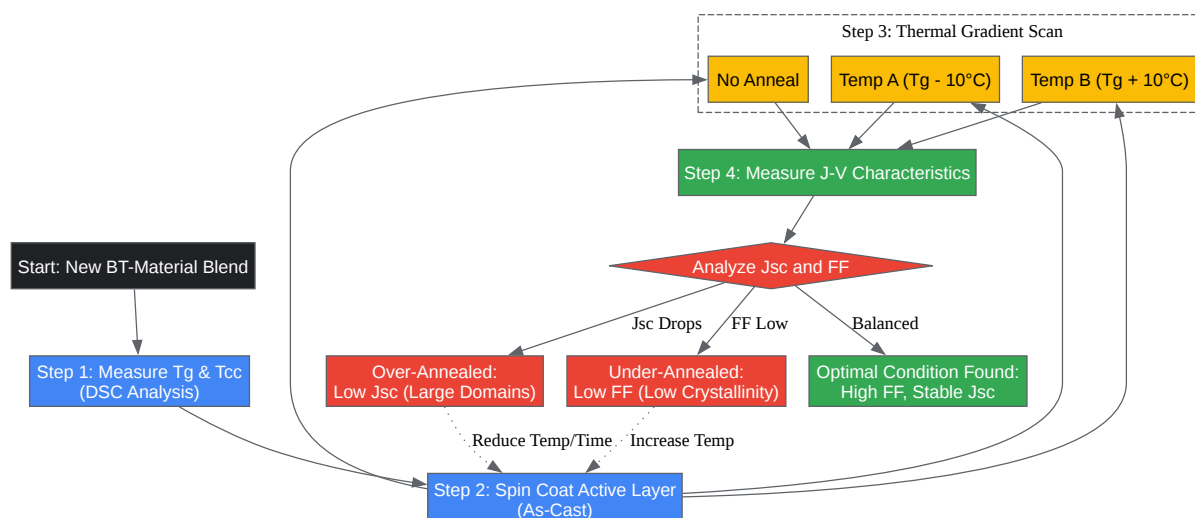 Step 3: Thermal Gradient Scan
No Anneal
Temp A (Tg - 10°C)
Temp B (Tg + 10°C)
Step 4: Measure J-V Characteristics
Start: New BT-Material Blend
Analyze Jsc and FF
Jsc Drops
FF Low
Balanced
Step 1: Measure Tg & Tcc
(DSC Analysis)
Over-Annealed:
Low Jsc (Large Domains)
Under-Annealed:
Low FF (Low Crystallinity)
Optimal Condition Found:
High FF, Stable Jsc
Reduce Temp/Time
Increase Temp
Step 2: Spin Coat Active Layer
(As-Cast)